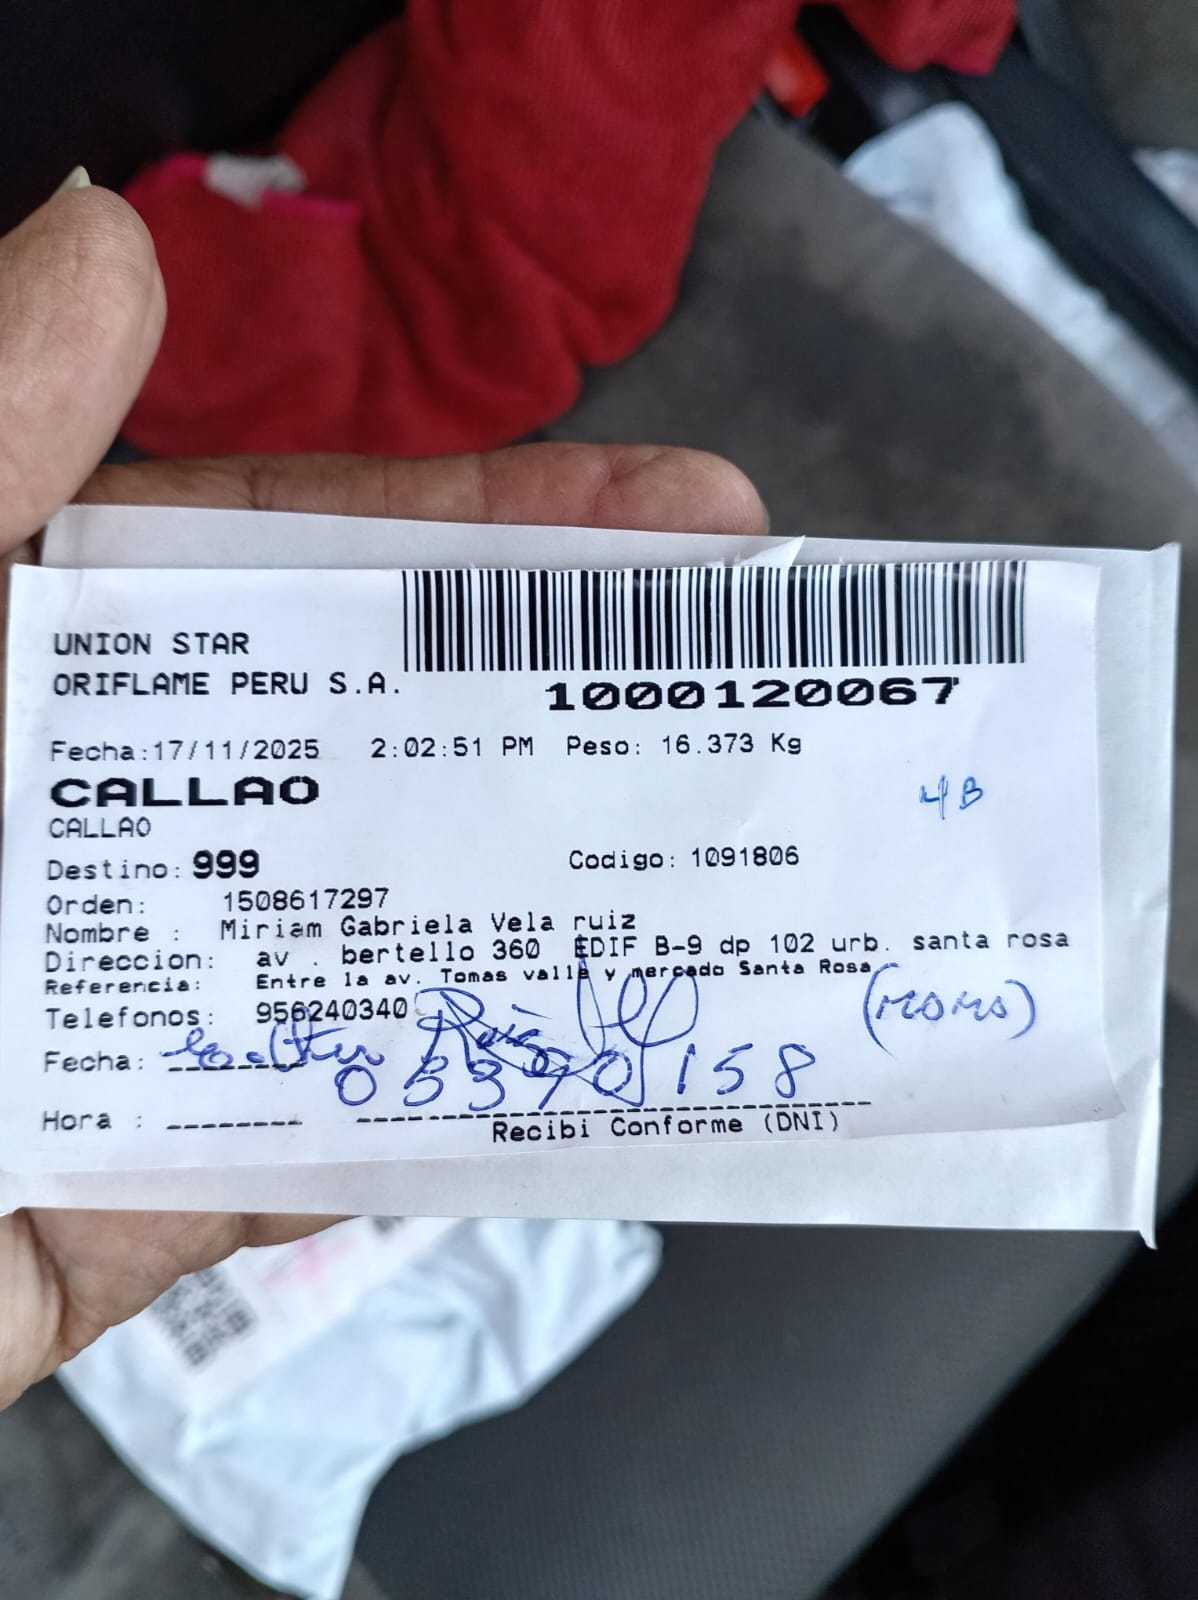 UNION STAR
ORIFLAME PERU S.A.
1000120067
Fecha:17/11/2025 2:02:51 PM Peso: 16.373 Kg
CALLAO
4B
CALLAO
Destino: 999 Codigo: 1091806
Orden: 1508617297
Nombre : Miriam Gabriela Vela ruiz
Direccion: av . bertello 360 EDIF B-9 dp 102 urb. santa rosa
Referencia: Entre la av. Tomas valle y mercado Santa Rosa
Telefonos: 956240340
Fecha:
Hora :
Recibi Conforme (DNI)